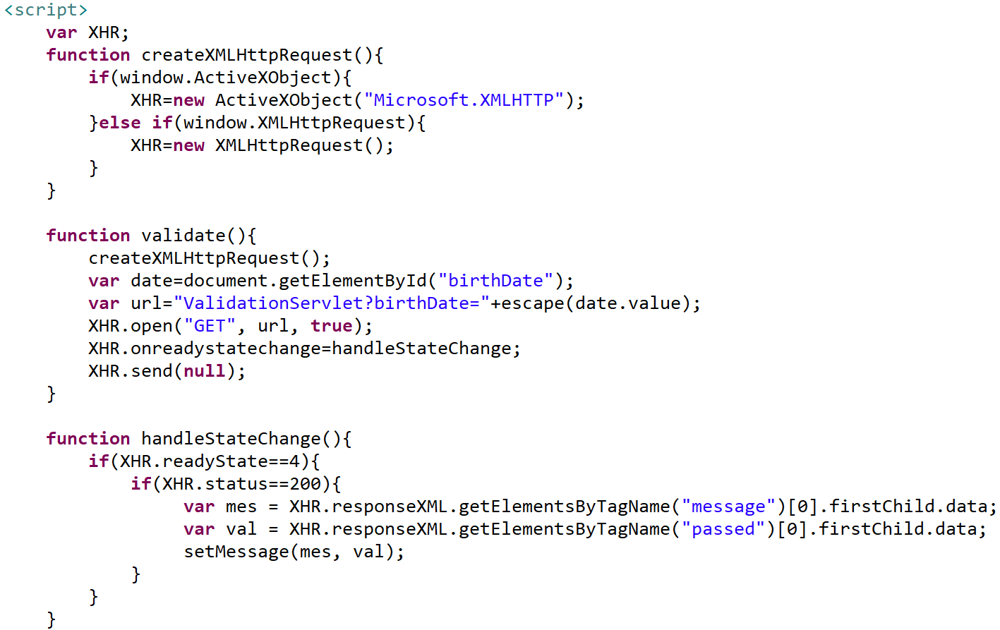 <script>
    var XHR;
    function createXMLHttpRequest(){
        if(window.ActiveXObject){
            XHR=new ActiveXObject("Microsoft.XMLHTTP");
        }else if(window.XMLHttpRequest){
            XHR=new XMLHttpRequest();
        }
    }

    function validate(){
        createXMLHttpRequest();
        var date=document.getElementById("birthDate");
        var url="ValidationServlet?birthDate="+escape(date.value);
        XHR.open("GET", url, true);
        XHR.onreadystatechange=handleStateChange;
        XHR.send(null);
    }

    function handleStateChange(){
        if(XHR.readyState==4){
            if(XHR.status==200){
                 var mes = XHR.responseXML.getElementsByTagName("message")[0].firstChild.data;
                 var val = XHR.responseXML.getElementsByTagName("passed")[0].firstChild.data;
                 setMessage(mes, val);
            }
        }
    }